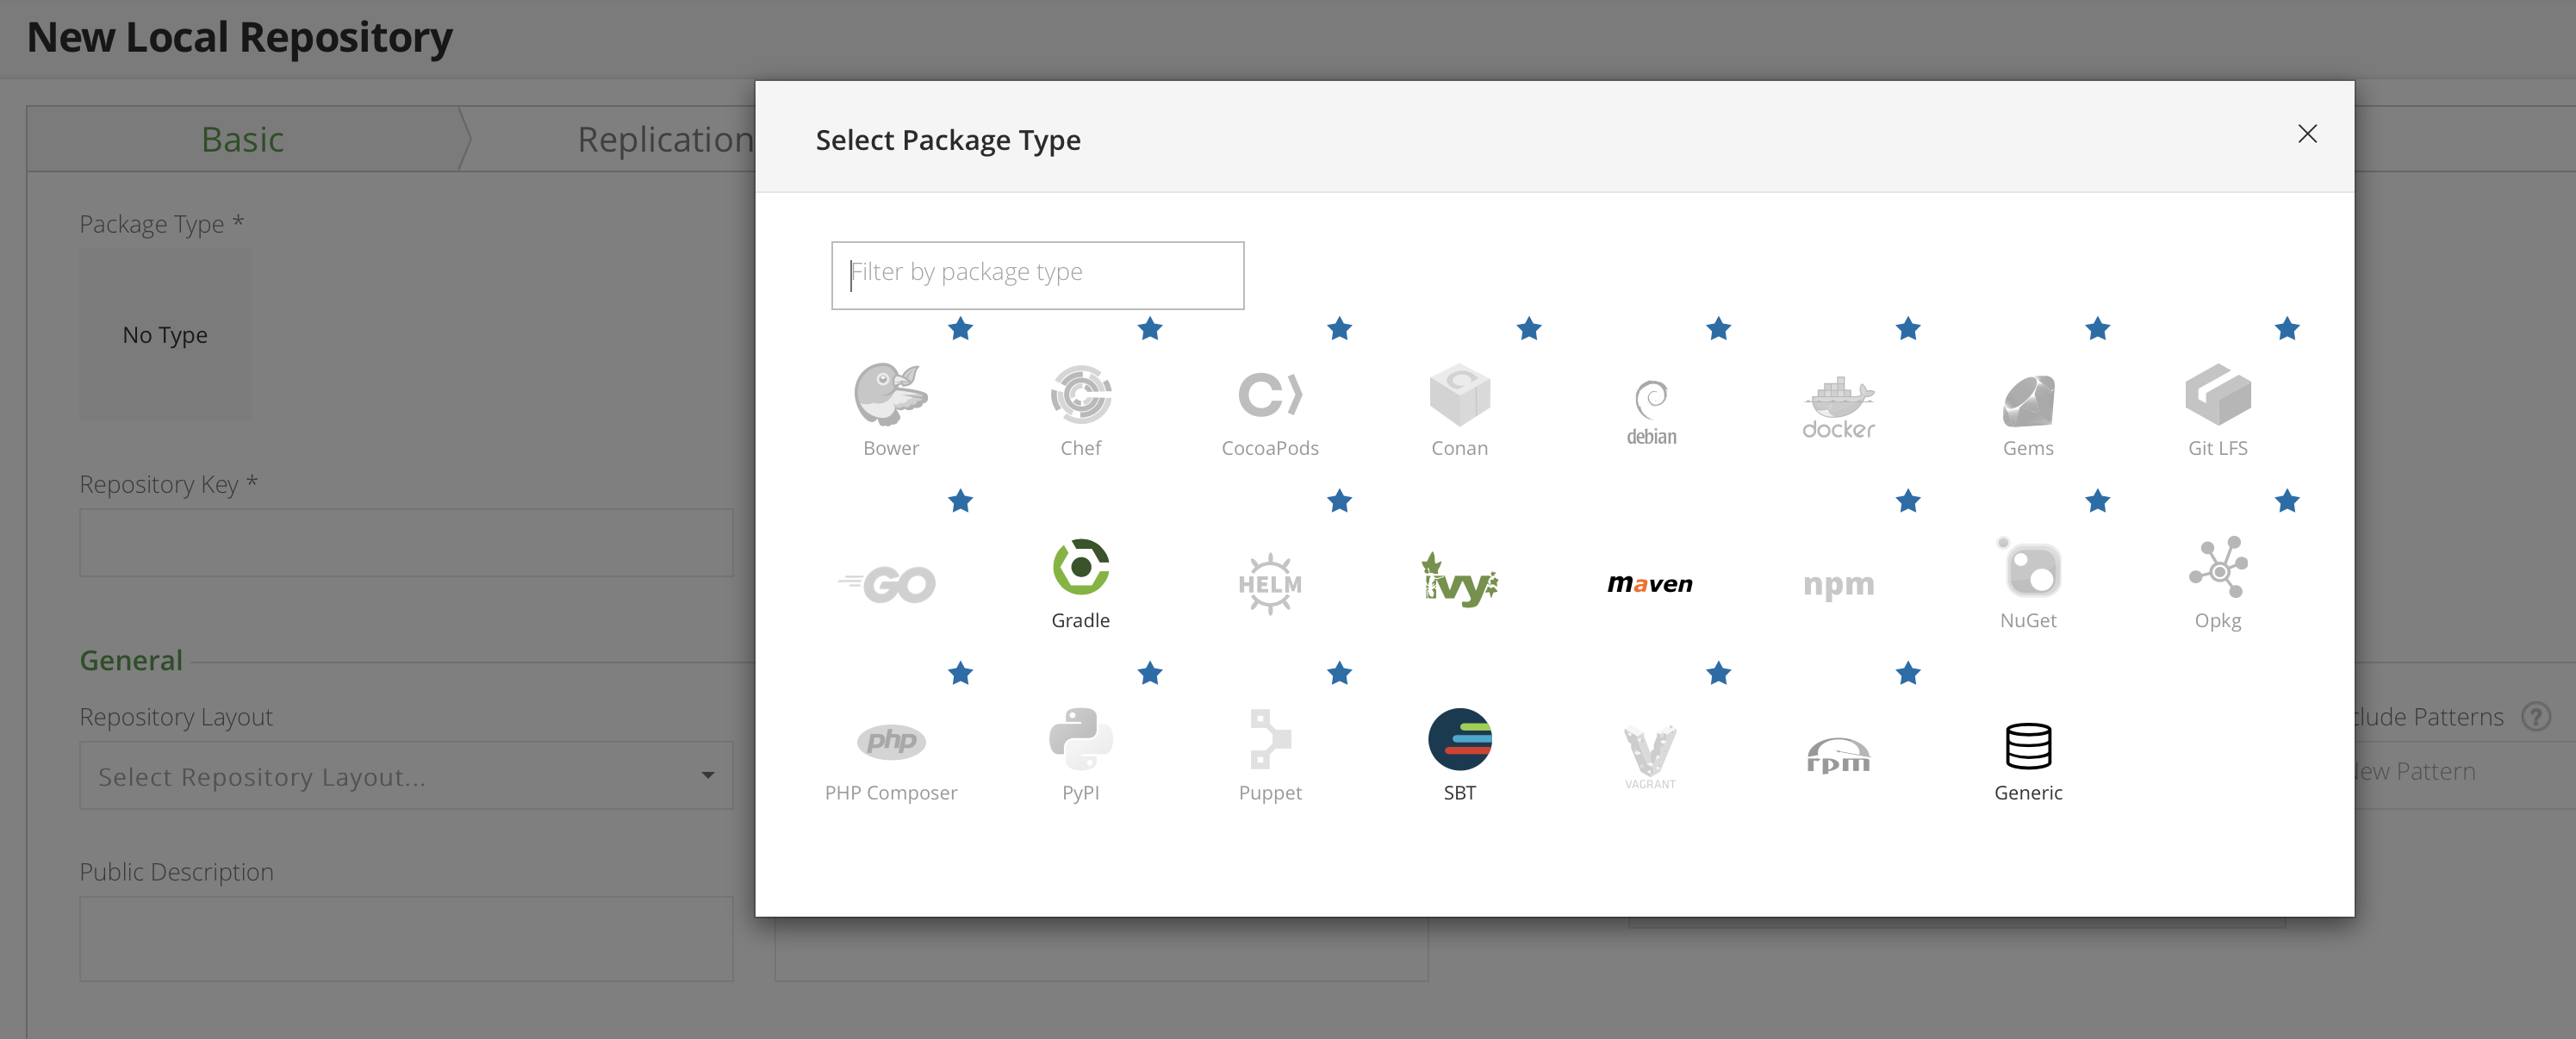 New Local Repository
Basic
Replication
Package Type *
No Type
Repository Key *
General
Repository Layout
Select Repository Layout...
Public Description
Select Package Type
Filter by package type
Bower
Chef
CocoaPods
Conan
debian
docker
Gems
Git LFS
GO
Gradle
HELM
ivy
maven
npm
NuGet
Opkg
php
PHP Composer
PyPI
Puppet
SBT
VAGRANT
rpm
Generic
clude Patterns ?
New Pattern